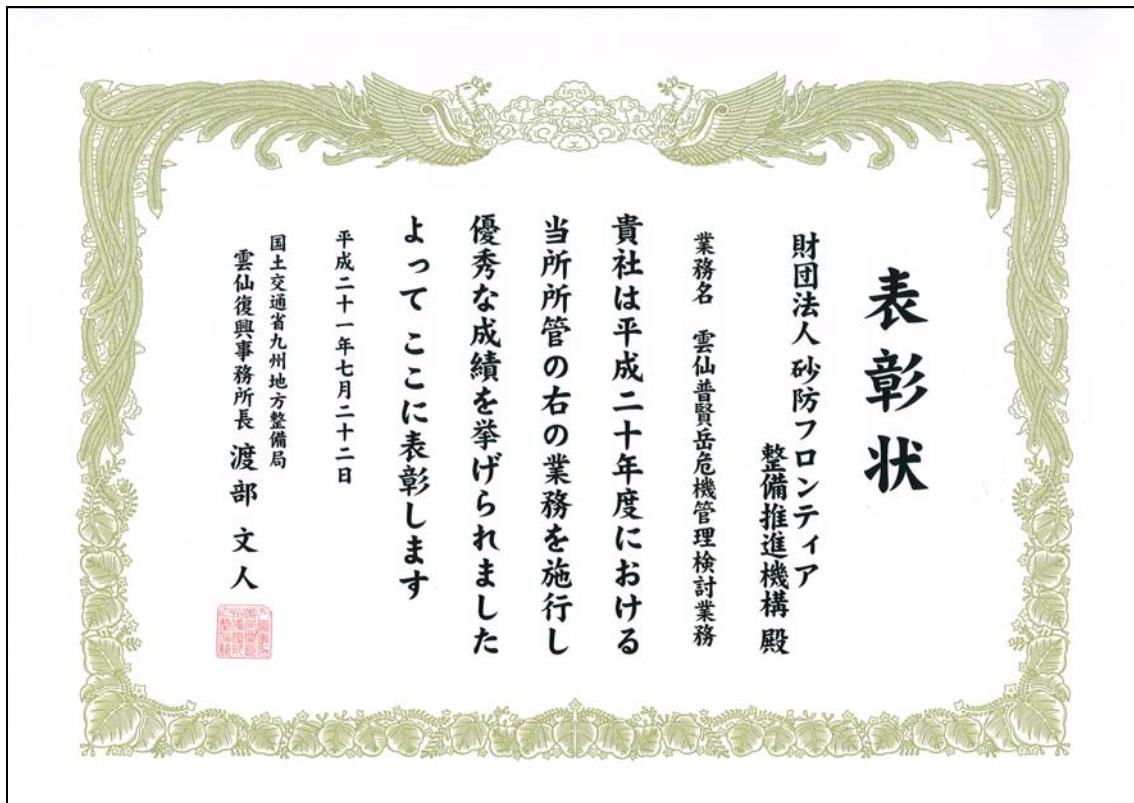 表彰状
財団法人 砂防フロンティア
整備推進機構 殿
業務名 雲仙普賢岳危機管理検討業務
貴社は平成二十年度における
当所所管の右の業務を施行し
優秀な成績を挙げられました
よって ここに表彰します
平成二十一年七月二十二日
国土交通省九州地方整備局
雲仙復興事務所長 渡部 文人